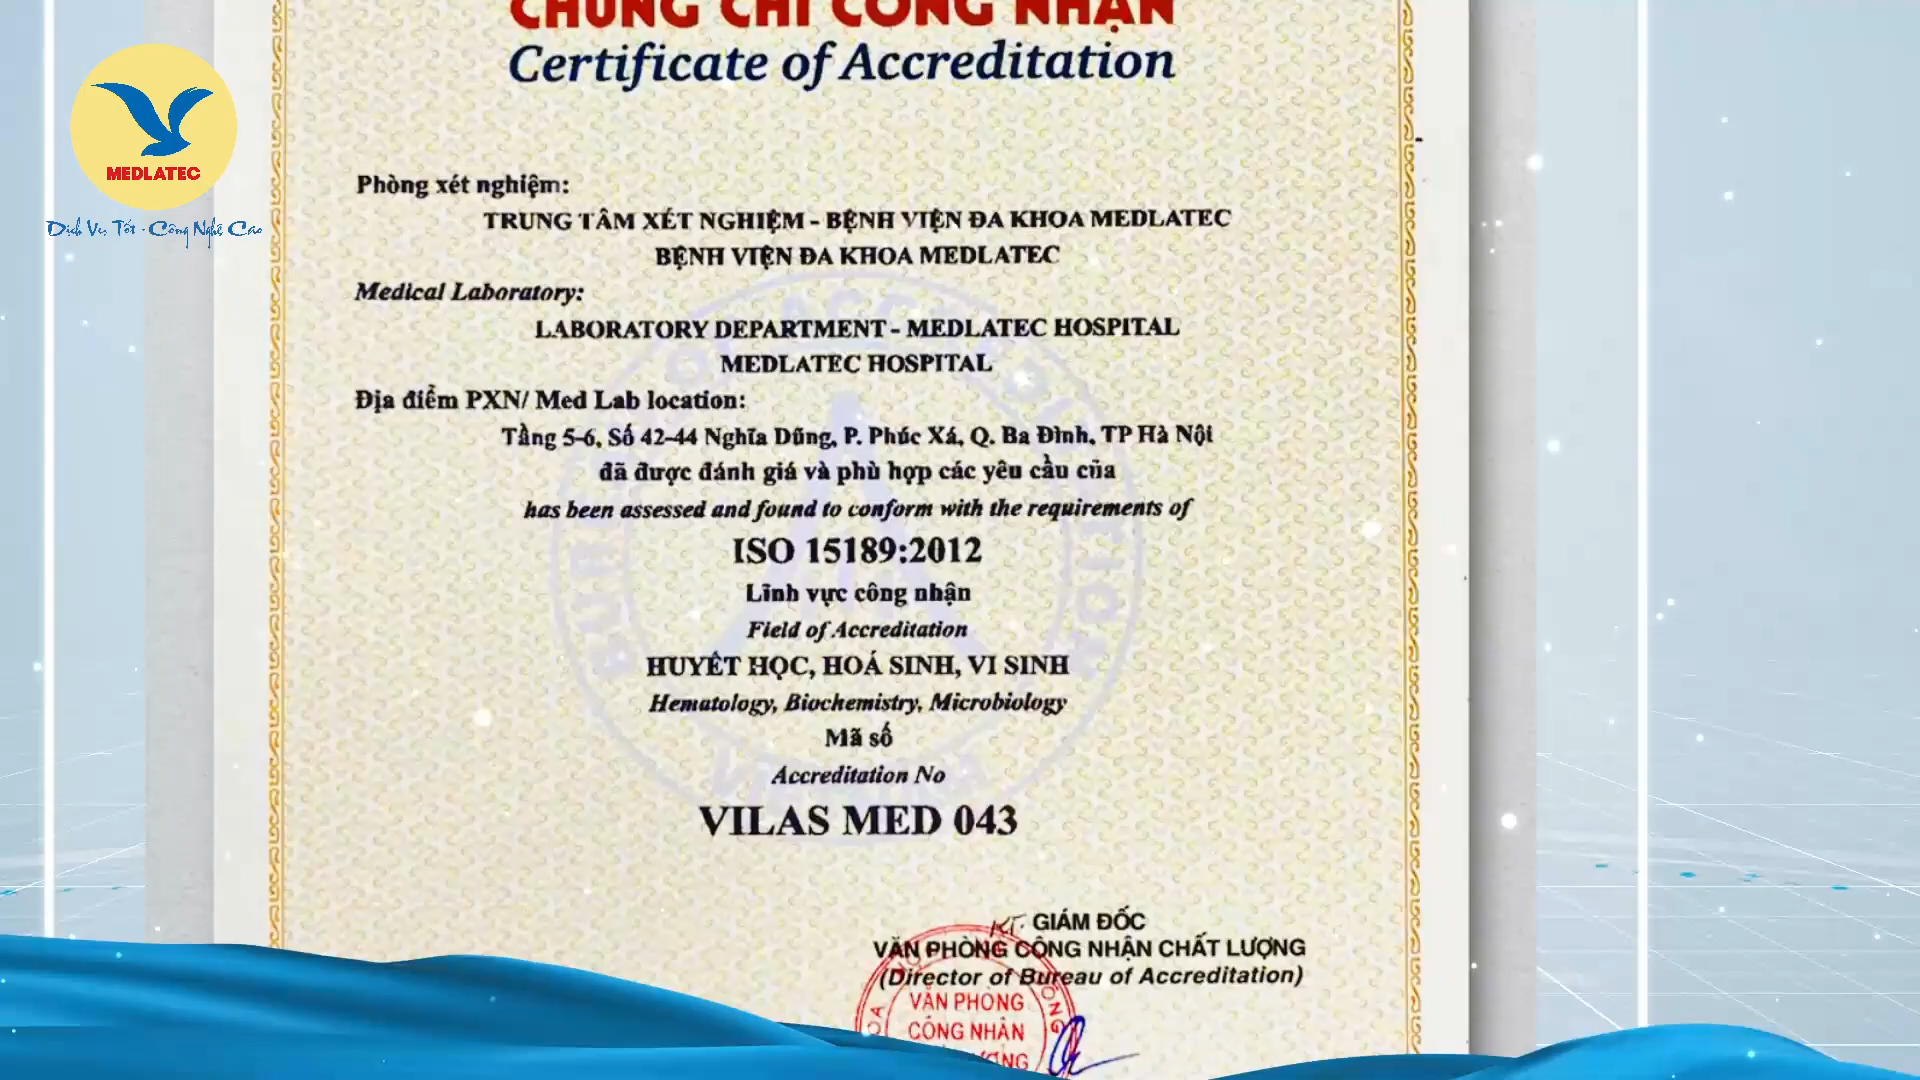 CHỨNG CHỈ CÔNG NHẬN
Certificate of Accreditation
MEDLATEC
Dịch Vụ Tốt - Công Nghệ Cao
Phòng xét nghiệm:
TRUNG TÂM XÉT NGHIỆM - BỆNH VIỆN ĐA KHOA MEDLATEC
BỆNH VIỆN ĐA KHOA MEDLATEC
Medical Laboratory:
LABORATORY DEPARTMENT - MEDLATEC HOSPITAL
MEDLATEC HOSPITAL
Địa điểm PXN/ Med Lab location:
Tầng 5-6, Số 42-44 Nghĩa Dũng, P. Phúc Xá, Q. Ba Đình, TP Hà Nội
đã được đánh giá và phù hợp các yêu cầu của
has been assessed and found to conform with the requirements of
ISO 15189:2012
Lĩnh vực công nhận
Field of Accreditation
HUYẾT HỌC, HOÁ SINH, VI SINH
Hematology, Biochemistry, Microbiology
Mã số
Accreditation No
VILAS MED 043
KT. GIÁM ĐỐC
VĂN PHÒNG CÔNG NHẬN CHẤT LƯỢNG
(Director of Bureau of Accreditation)
VĂN PHÒNG
CÔNG NHẬN